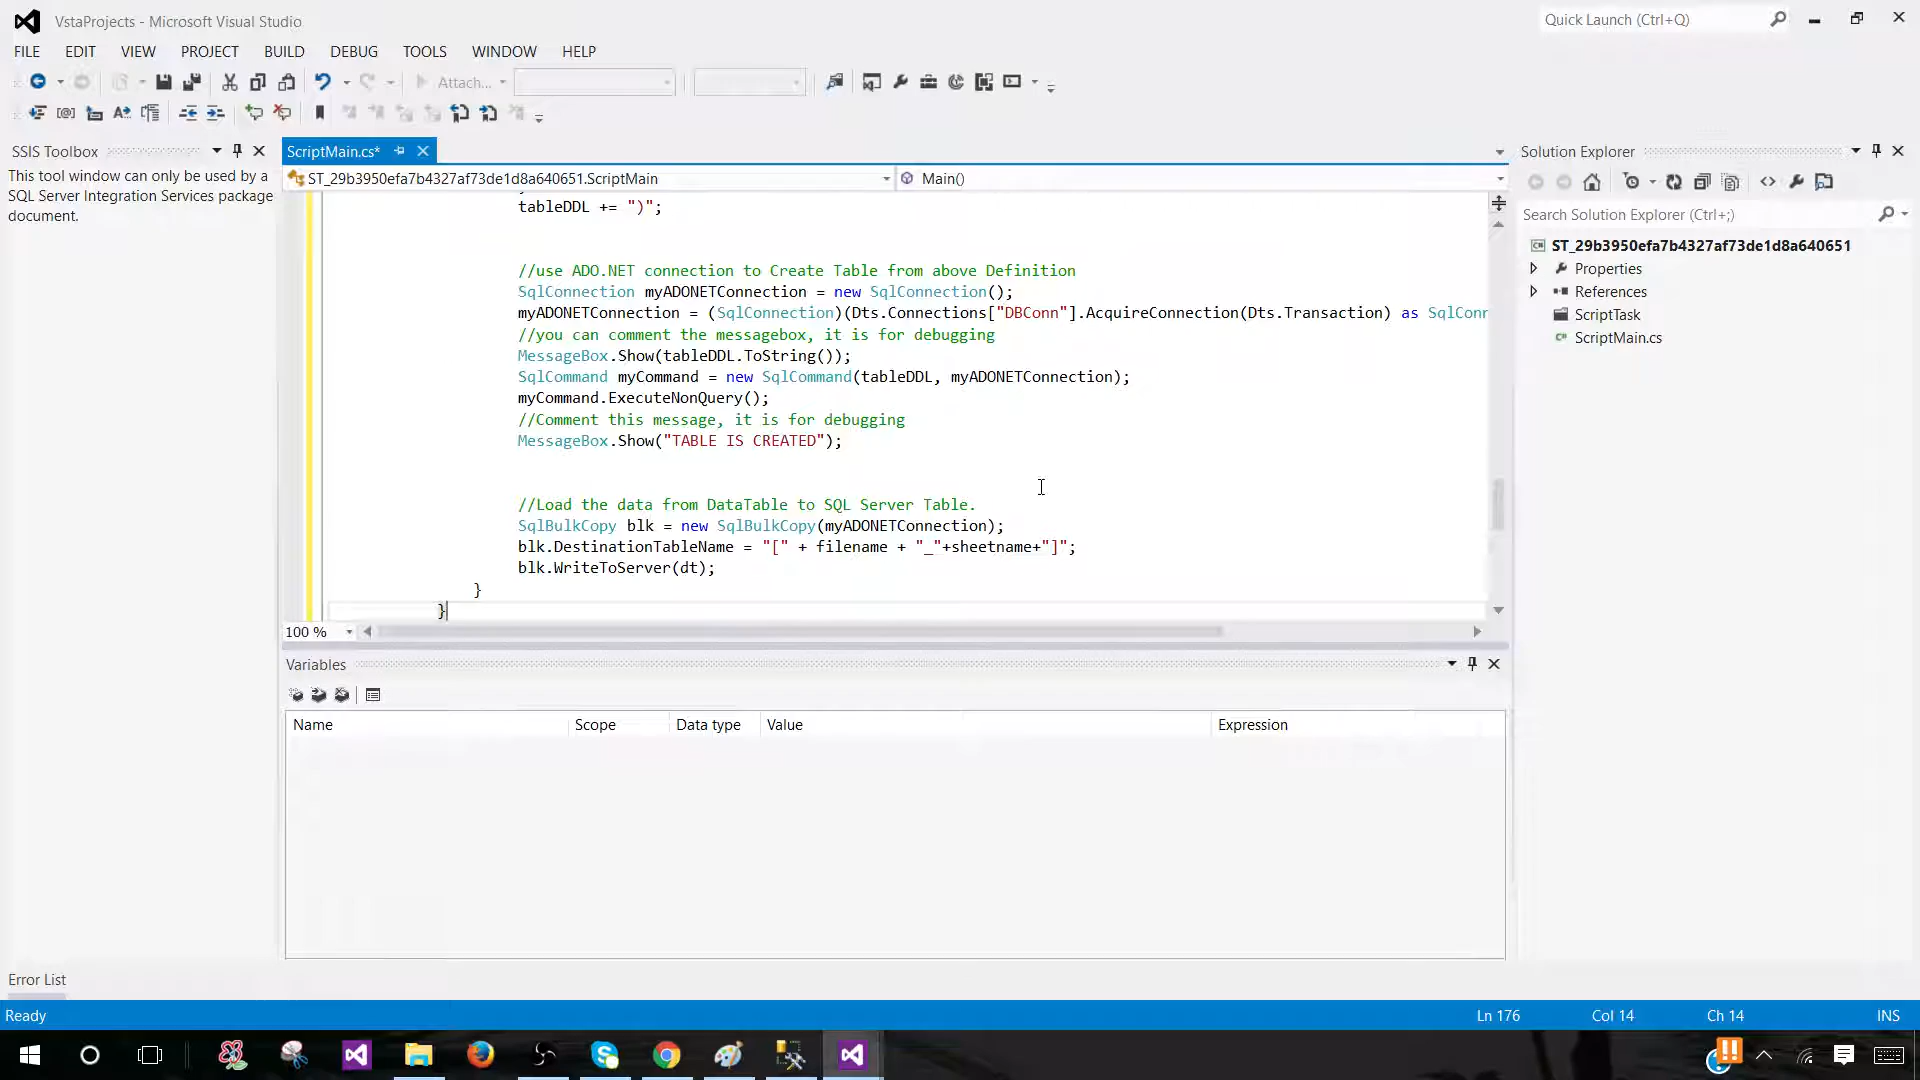 VstaProjects - Microsoft Visual Studio
Quick Launch (Ctrl+Q)
FILE EDIT VIEW PROJECT BUILD DEBUG TOOLS WINDOW HELP
Attach...
SSIS Toolbox
This tool window can only be used by a
SQL Server Integration Services package
document.
ScriptMain.cs*
ST_29b3950efa7b4327af73de1d8a640651.ScriptMain
Main()
tableDDL += ")";
//use ADO.NET connection to Create Table from above Definition
SqlConnection myADONETConnection = new SqlConnection();
myADONETConnection = (SqlConnection)(Dts.Connections["DBConn"].AcquireConnection(Dts.Transaction) as SqlConn
//you can comment the messagebox, it is for debugging
MessageBox.Show(tableDDL.ToString());
SqlCommand myCommand = new SqlCommand(tableDDL, myADONETConnection);
myCommand.ExecuteNonQuery();
//Comment this message, it is for debugging
MessageBox.Show("TABLE IS CREATED");
//Load the data from DataTable to SQL Server Table.
SqlBulkCopy blk = new SqlBulkCopy(myADONETConnection);
blk.DestinationTableName = "[" + filename + "_"+sheetname+"]";
blk.WriteToServer(dt);
}
}
100 %
Variables
Name Scope Data type Value Expression
Solution Explorer
Search Solution Explorer (Ctrl+;)
ST_29b3950efa7b4327af73de1d8a640651
Properties
References
ScriptTask
ScriptMain.cs
Error List
Ready
Ln 176 Col 14 Ch 14 INS